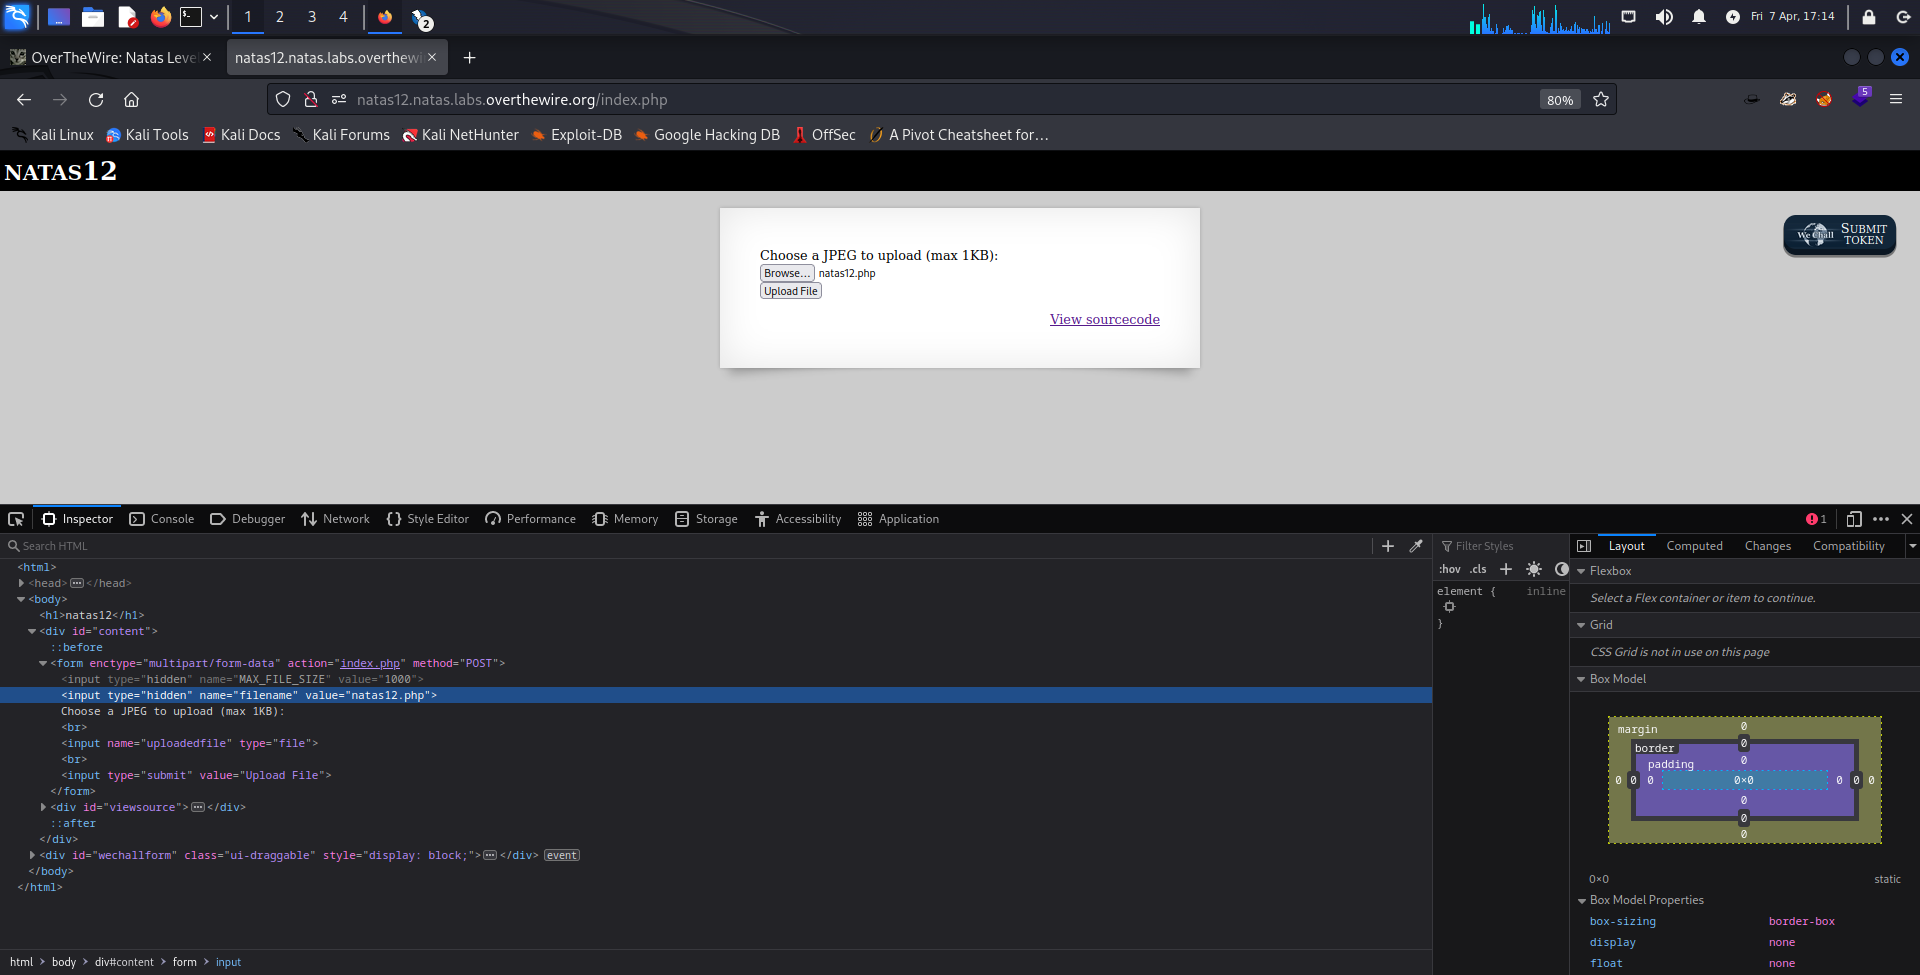 1 2 3 4 2 Fri 7 Apr, 17:14
OverTheWire: Natas Leve natas12.natas.labs.overthewi
natas12.natas.labs.overthewire.org/index.php 80% 5
Kali Linux Kali Tools Kali Docs Kali Forums Kali NetHunter Exploit-DB Google Hacking DB OffSec A Pivot Cheatsheet for…
NATAS12
Choose a JPEG to upload (max 1KB):
Browse… natas12.php
Upload File
View sourcecode
We Chall SUBMIT TOKEN
Inspector Console Debugger Network Style Editor Performance Memory Storage Accessibility Application 1
Search HTML
<html>
<head></head>
<body>
<h1>natas12</h1>
<div id="content">
::before
<form enctype="multipart/form-data" action="index.php" method="POST">
<input type="hidden" name="MAX_FILE_SIZE" value="1000">
<input type="hidden" name="filename" value="natas12.php">
Choose a JPEG to upload (max 1KB):
<br>
<input name="uploadedfile" type="file">
<br>
<input type="submit" value="Upload File">
</form>
<div id="viewsource"></div>
::after
</div>
<div id="wechallform" class="ui-draggable" style="display: block;"></div> event
</body>
</html>
html > body > div#content > form > input
Filter Styles
:hov .cls
element { inline
}
Layout Computed Changes Compatibility
Flexbox
Select a Flex container or item to continue.
Grid
CSS Grid is not in use on this page
Box Model
margin 0
border 0
padding 0
0 0 0 0×0 0 0 0
0
0
0
0×0 static
Box Model Properties
box-sizing border-box
display none
float none